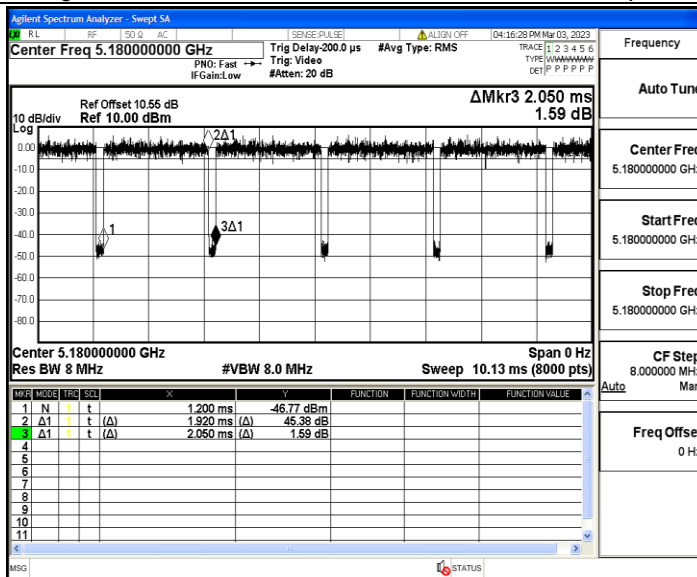 Agilent Spectrum Analyzer - Swept SA
LXI RL RF 50 Ω AC SENSE:PULSE ALIGN OFF 04:16:28 PM Mar 03, 2023
Center Freq 5.180000000 GHz
PNO: Fast
IFGain:Low
Trig Delay-200.0 µs
Trig: Video
#Atten: 20 dB
#Avg Type: RMS
TRACE 1 2 3 4 5 6
TYPE WWWWWW
DET P P P P P P
ΔMkr3 2.050 ms
1.59 dB
Ref Offset 10.55 dB
10 dB/div Ref 10.00 dBm
Log
0.00
-10.0
-20.0
-30.0
-40.0
-50.0
-60.0
-70.0
-80.0
2Δ1
1
3Δ1
Center 5.180000000 GHz Span 0 Hz
Res BW 8 MHz #VBW 8.0 MHz Sweep 10.13 ms (8000 pts)
MKR MODE TRC SCL X Y FUNCTION FUNCTION WIDTH FUNCTION VALUE
1 N 1 t 1.200 ms -46.77 dBm
2 Δ1 1 t (Δ) 1.920 ms (Δ) 45.38 dB
3 Δ1 1 t (Δ) 2.050 ms (Δ) 1.59 dB
4
5
6
7
8
9
10
11
MSG STATUS
Frequency
Auto Tune
Center Freq
5.180000000 GHz
Start Freq
5.180000000 GHz
Stop Freq
5.180000000 GHz
CF Step
8.000000 MHz
Auto Man
Freq Offset
0 Hz